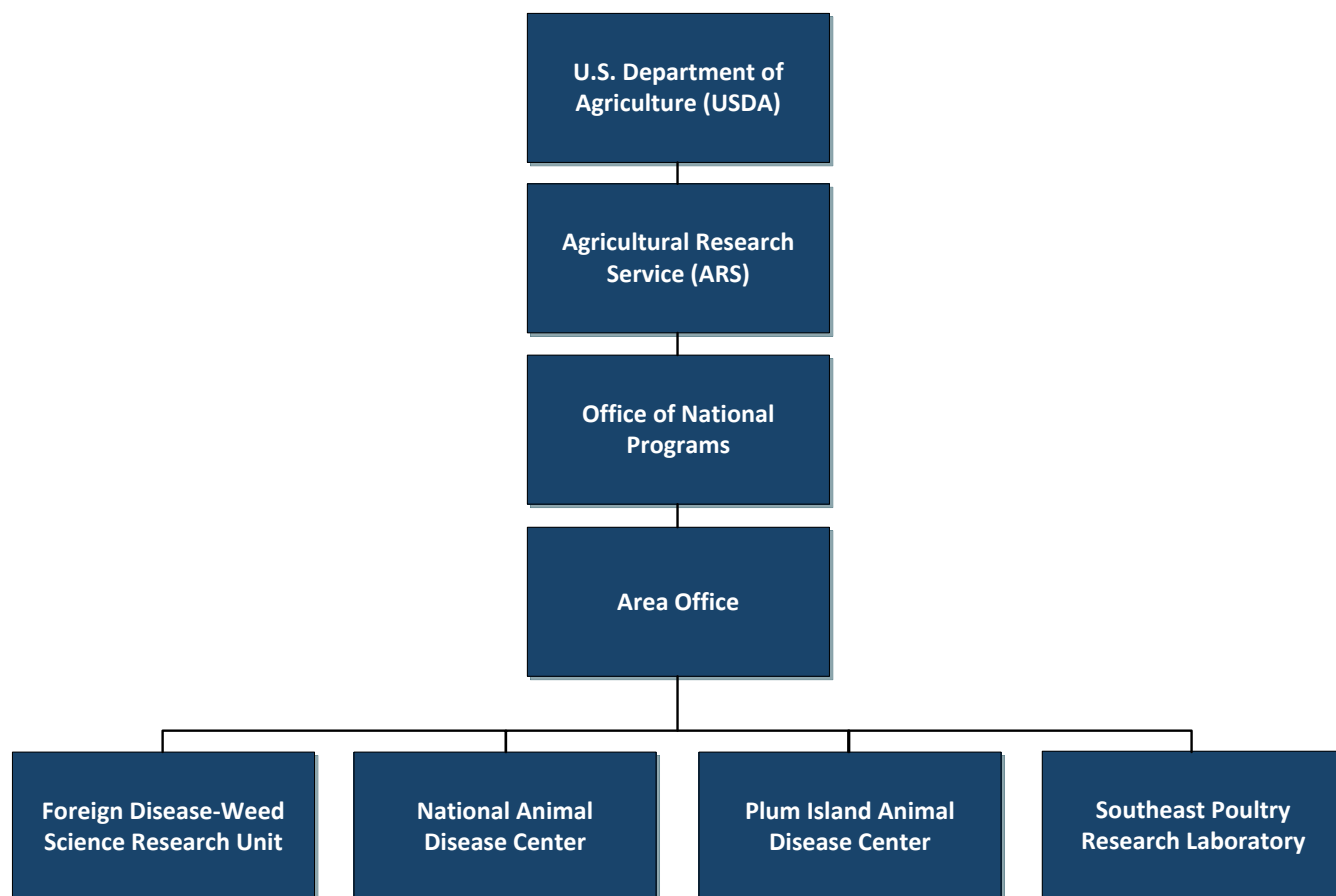 U.S. Department of
Agriculture (USDA)
Agricultural Research
Service (ARS)
Office of National
Programs
Area Office
Foreign Disease-Weed
Science Research Unit
National Animal
Disease Center
Plum Island Animal
Disease Center
Southeast Poultry
Research Laboratory